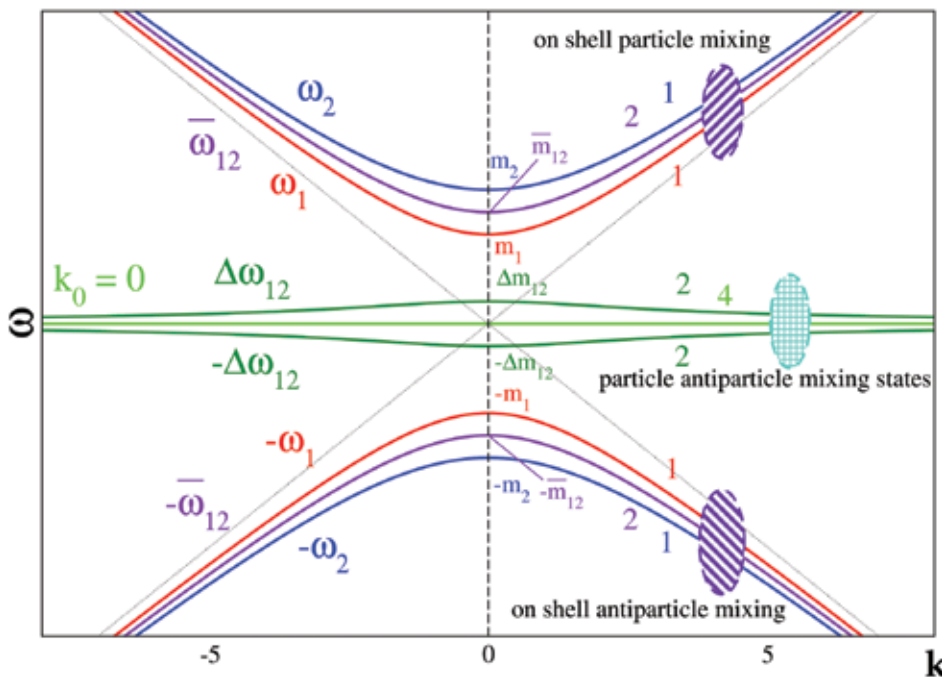 on shell particle mixing
ω₂
1
2
ω̅₁₂
m₂
m̅₁₂
ω₁
1
m₁
k₀ = 0
Δω₁₂
Δm₁₂
2
4
ω
-Δω₁₂
-Δm₁₂
2
particle antiparticle mixing states
-m₁
-ω₁
1
-m₂
-m̅₁₂
-ω̅₁₂
2
-ω₂
1
on shell antiparticle mixing
-5
0
5
k